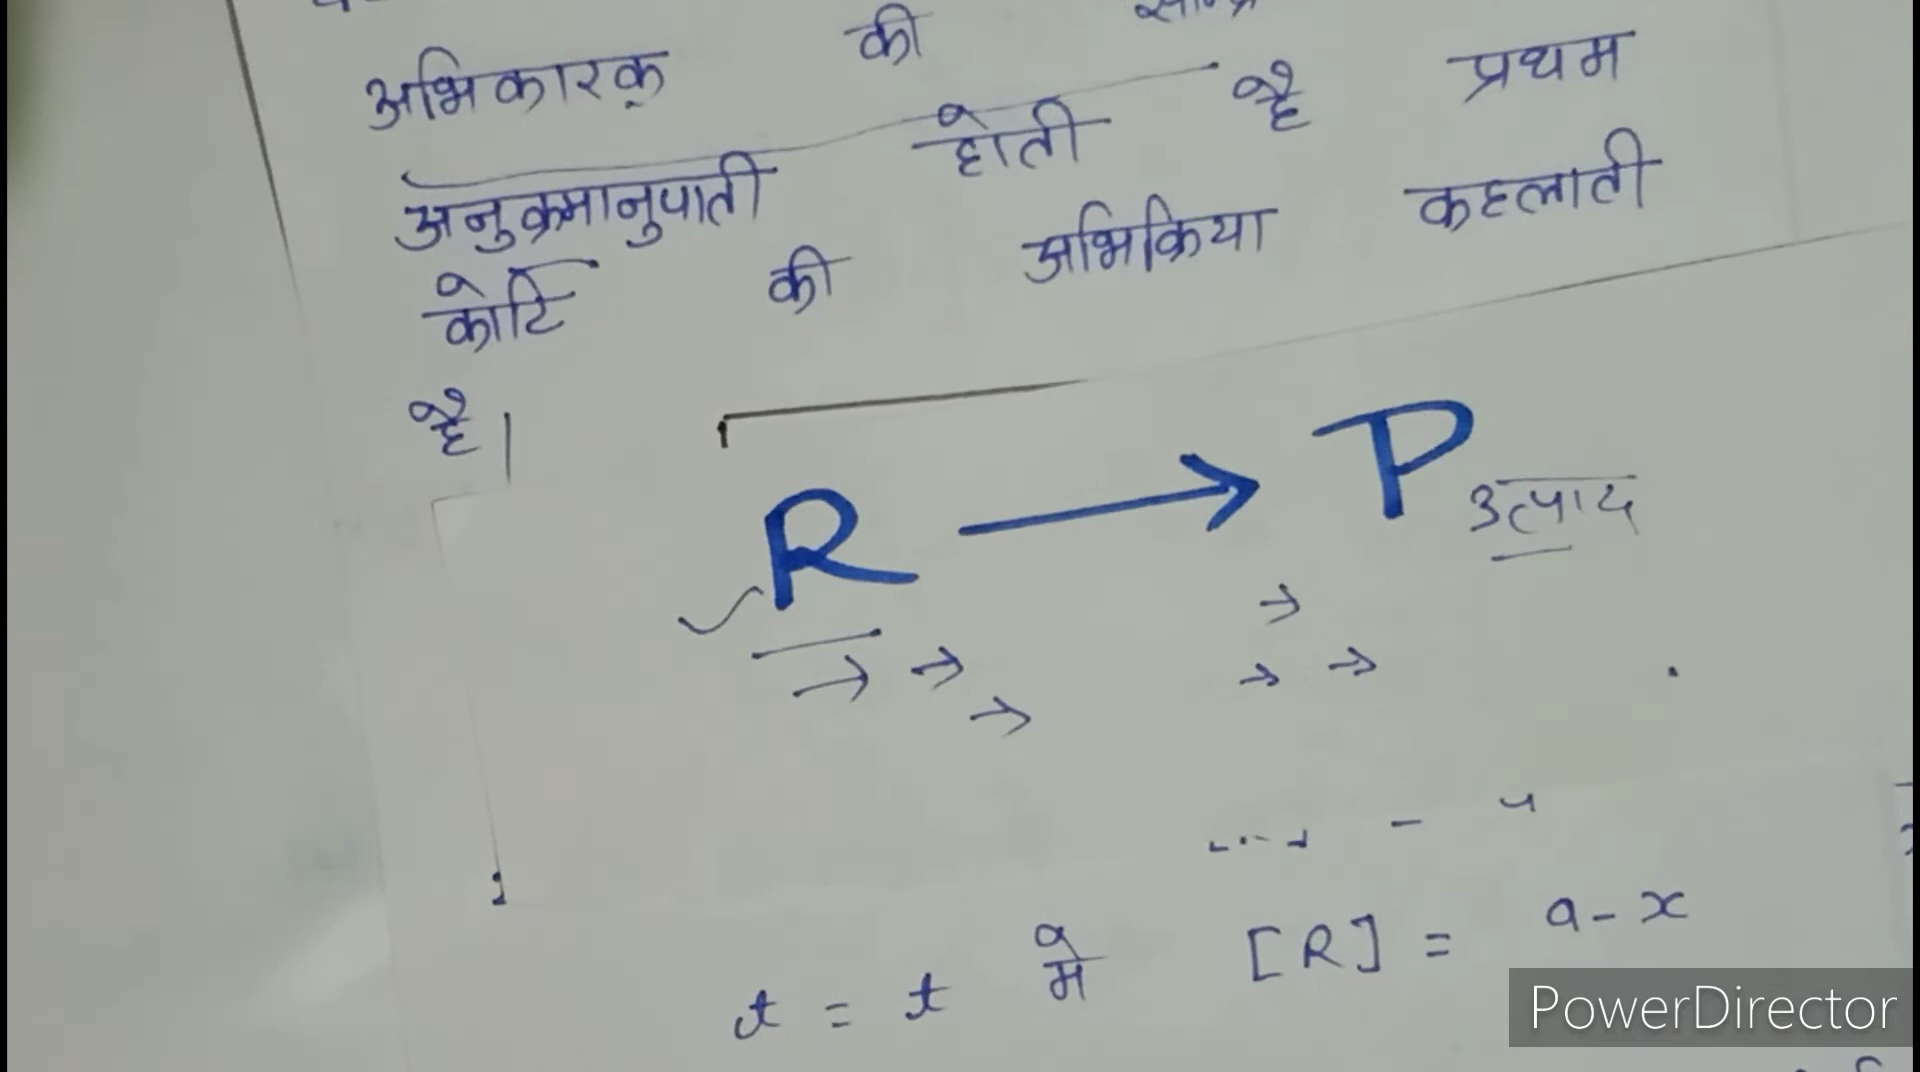 अभिकारक की
अनुक्रमानुपाती होती है प्रथम
कोटि की अभिक्रिया कहलाती
है।
R → P उत्पाद
→ → →
→ → →
t = t मे [R] = a - x
PowerDirector